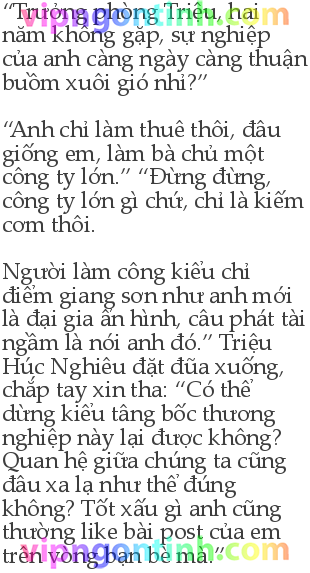 “Trưởng phòng Triệu, hai
năm không gặp, sự nghiệp
của anh càng ngày càng thuận
buồm xuôi gió nhỉ?”

“Anh chỉ làm thuê thôi, đâu
giống em, làm bà chủ một
công ty lớn.” “Đừng đừng,
công ty lớn gì chứ, chỉ là kiếm
cơm thôi.

Người làm công kiểu chỉ
điểm giang sơn như anh mới
là đại gia ẩn hình, câu phát tài
ngầm là nói anh đó.” Triệu
Húc Nghiêu đặt đũa xuống,
chắp tay xin tha: “Có thể
dừng kiểu tâng bốc thương
nghiệp này lại được không?
Quan hệ giữa chúng ta cũng
đâu xa lạ như thế đúng
không? Tốt xấu gì anh cũng
thường like bài post của em
trên vòng bạn bè mà.”
vipngontinh.com
vipngontinh.com